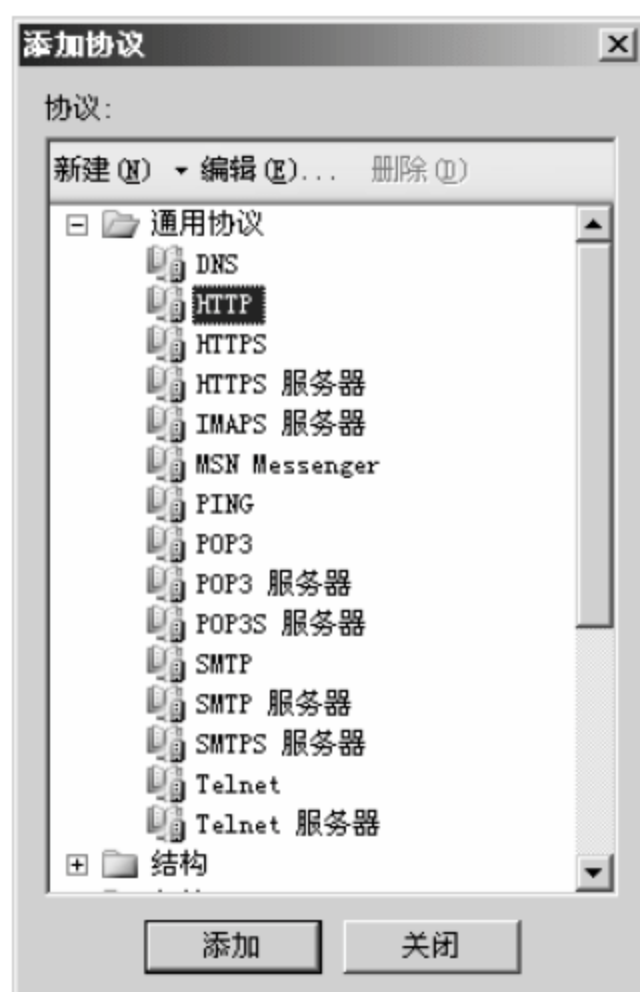 添加协议
协议:
新建(N) 编辑(E)... 删除(D)
通用协议
DNS
HTTP
HTTPS
HTTPS 服务器
IMAPS 服务器
MSN Messenger
PING
POP3
POP3 服务器
POP3S 服务器
SMTP
SMTP 服务器
SMTPS 服务器
Telnet
Telnet 服务器
结构
添加 关闭